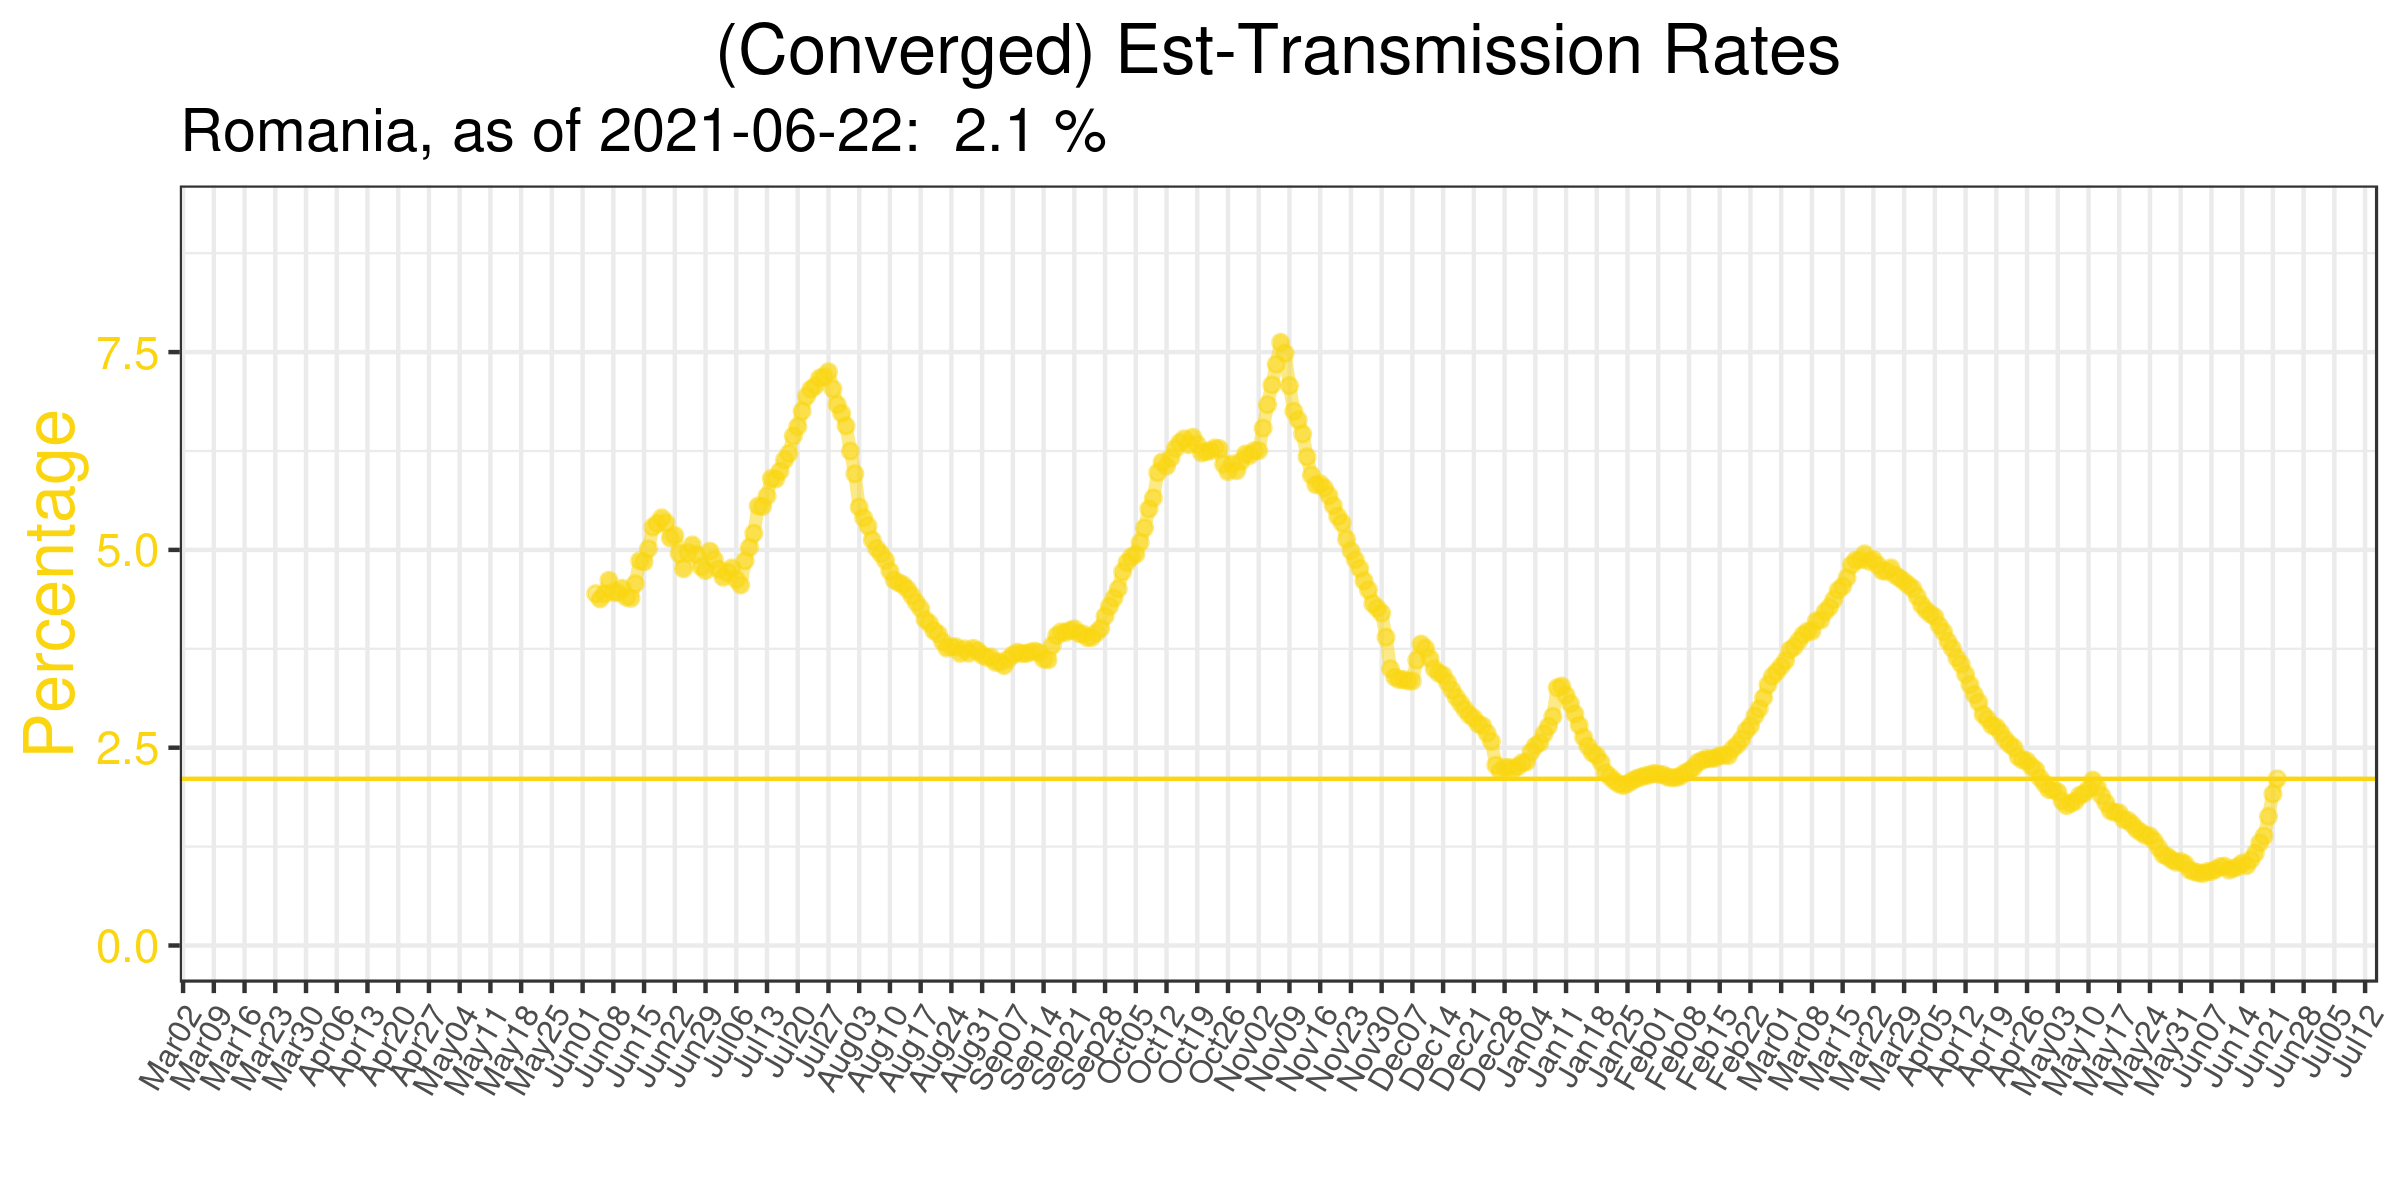 (Converged) Est-Transmission Rates
Romania, as of 2021-06-22: 2.1 %
Percentage
7.5
5.0
2.5
0.0
Mar02
Mar09
Mar16
Mar23
Mar30
Apr06
Apr13
Apr20
Apr27
May04
May11
May18
May25
Jun01
Jun08
Jun15
Jun22
Jun29
Jul06
Jul13
Jul20
Jul27
Aug03
Aug10
Aug17
Aug24
Aug31
Sep07
Sep14
Sep21
Sep28
Oct05
Oct12
Oct19
Oct26
Nov02
Nov09
Nov16
Nov23
Nov30
Dec07
Dec14
Dec21
Dec28
Jan04
Jan11
Jan18
Jan25
Feb01
Feb08
Feb15
Feb22
Mar01
Mar08
Mar15
Mar22
Mar29
Apr05
Apr12
Apr19
Apr26
May03
May10
May17
May24
May31
Jun07
Jun14
Jun21
Jun28
Jul05
Jul12